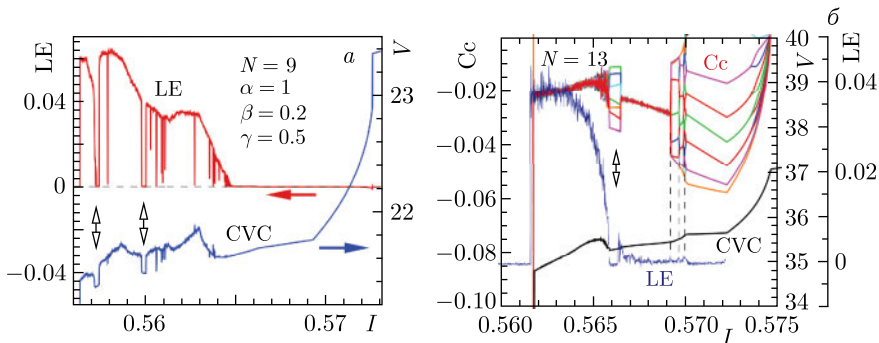 LE
0.04
0
−0.04
0.56
0.57
I
LE
N = 9
α = 1
β = 0.2
γ = 0.5
CVC
а
V
23
22
Cc
−0.02
−0.04
−0.06
−0.08
−0.10
0.560
0.565
0.570
0.575
I
N = 13
Cc
CVC
LE
V
40
39
38
37
36
35
34
б
LE
0.04
0.02
0